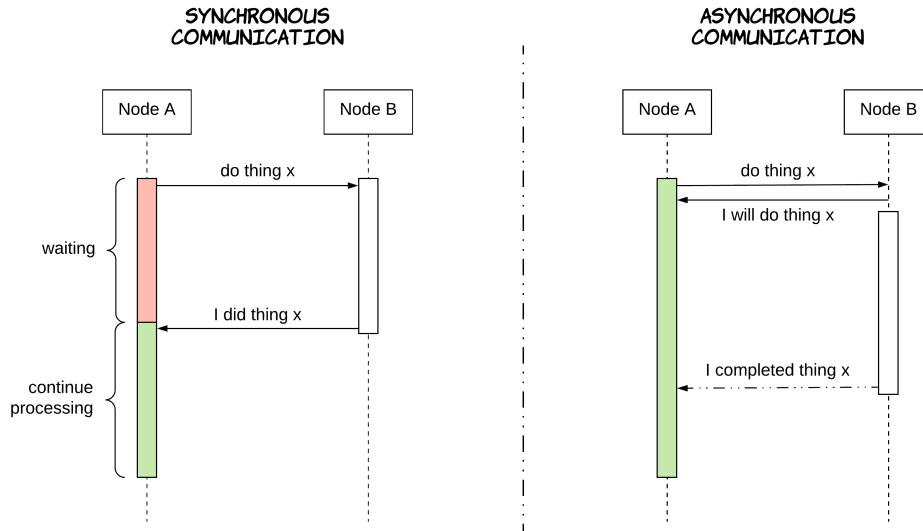 SYNCHRONOUS
COMMUNICATION
Node A
Node B
do thing x
waiting
I did thing x
continue
processing
ASYNCHRONOUS
COMMUNICATION
Node A
Node B
do thing x
I will do thing x
I completed thing x